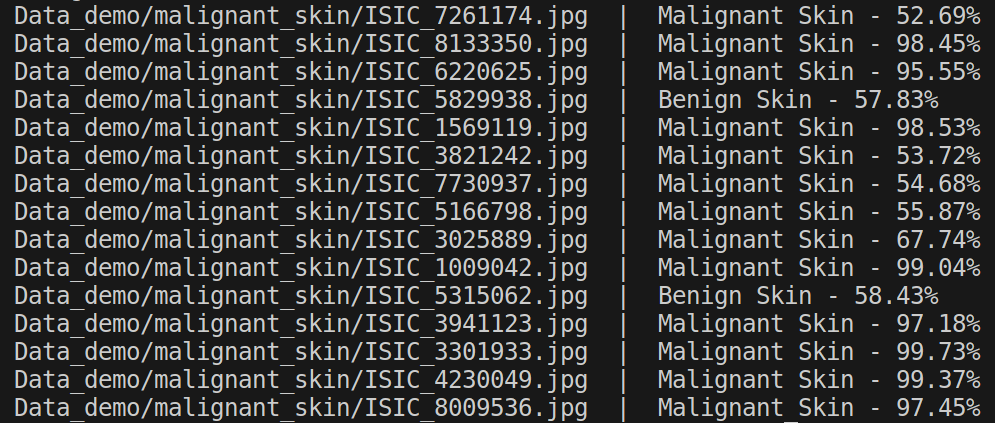 Data_demo/malignant_skin/ISIC_7261174.jpg  |  Malignant Skin - 52.69%
Data_demo/malignant_skin/ISIC_8133350.jpg  |  Malignant Skin - 98.45%
Data_demo/malignant_skin/ISIC_6220625.jpg  |  Malignant Skin - 95.55%
Data_demo/malignant_skin/ISIC_5829938.jpg  |  Benign Skin - 57.83%
Data_demo/malignant_skin/ISIC_1569119.jpg  |  Malignant Skin - 98.53%
Data_demo/malignant_skin/ISIC_3821242.jpg  |  Malignant Skin - 53.72%
Data_demo/malignant_skin/ISIC_7730937.jpg  |  Malignant Skin - 54.68%
Data_demo/malignant_skin/ISIC_5166798.jpg  |  Malignant Skin - 55.87%
Data_demo/malignant_skin/ISIC_3025889.jpg  |  Malignant Skin - 67.74%
Data_demo/malignant_skin/ISIC_1009042.jpg  |  Malignant Skin - 99.04%
Data_demo/malignant_skin/ISIC_5315062.jpg  |  Benign Skin - 58.43%
Data_demo/malignant_skin/ISIC_3941123.jpg  |  Malignant Skin - 97.18%
Data_demo/malignant_skin/ISIC_3301933.jpg  |  Malignant Skin - 99.73%
Data_demo/malignant_skin/ISIC_4230049.jpg  |  Malignant Skin - 99.37%
Data_demo/malignant_skin/ISIC_8009536.jpg  |  Malignant Skin - 97.45%